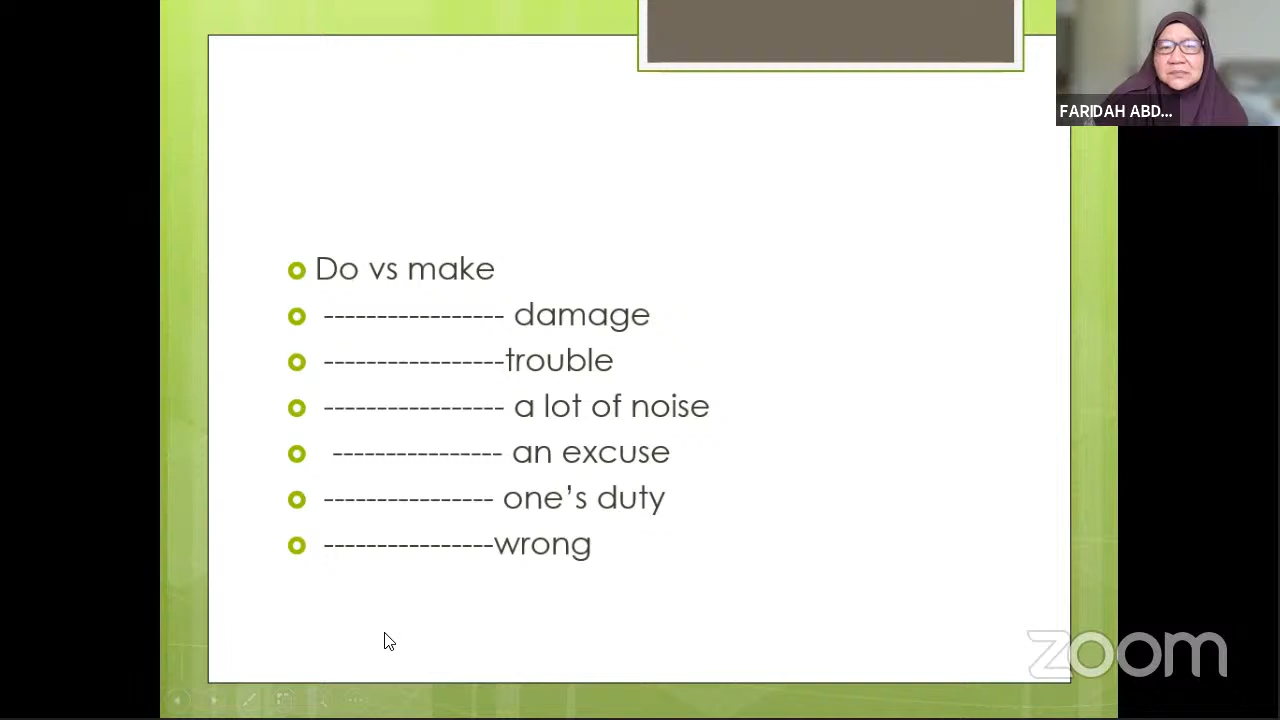 FARIDAH ABD...
Do vs make
----------------- damage
-----------------trouble
----------------- a lot of noise
---------------- an excuse
---------------- one's duty
----------------wrong
zoom